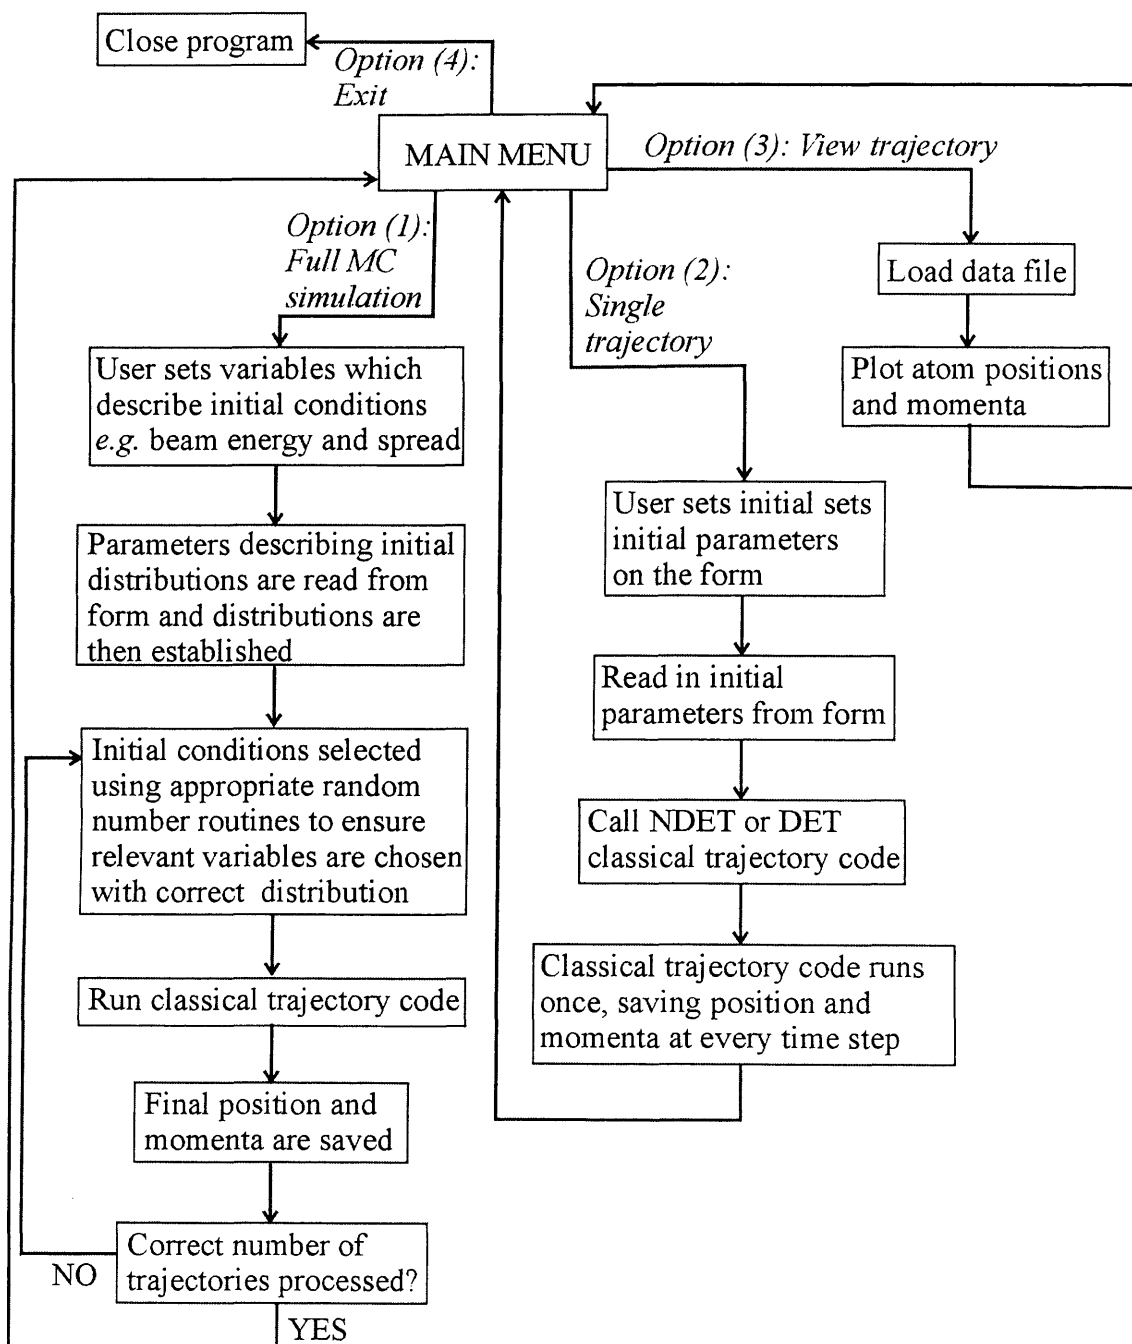 Close program
Option (4):
Exit
MAIN MENU
Option (3): View trajectory
Option (1):
Full MC
simulation
Option (2):
Single
trajectory
Load data file
Plot atom positions
and momenta
User sets variables which
describe initial conditions
e.g. beam energy and spread
Parameters describing initial
distributions are read from
form and distributions are
then established
Initial conditions selected
using appropriate random
number routines to ensure
relevant variables are chosen
with correct distribution
Run classical trajectory code
Final position and
momenta are saved
Correct number of
trajectories processed?
NO
YES
User sets initial sets
initial parameters
on the form
Read in initial
parameters from form
Call NDET or DET
classical trajectory code
Classical trajectory code runs
once, saving position and
momenta at every time step